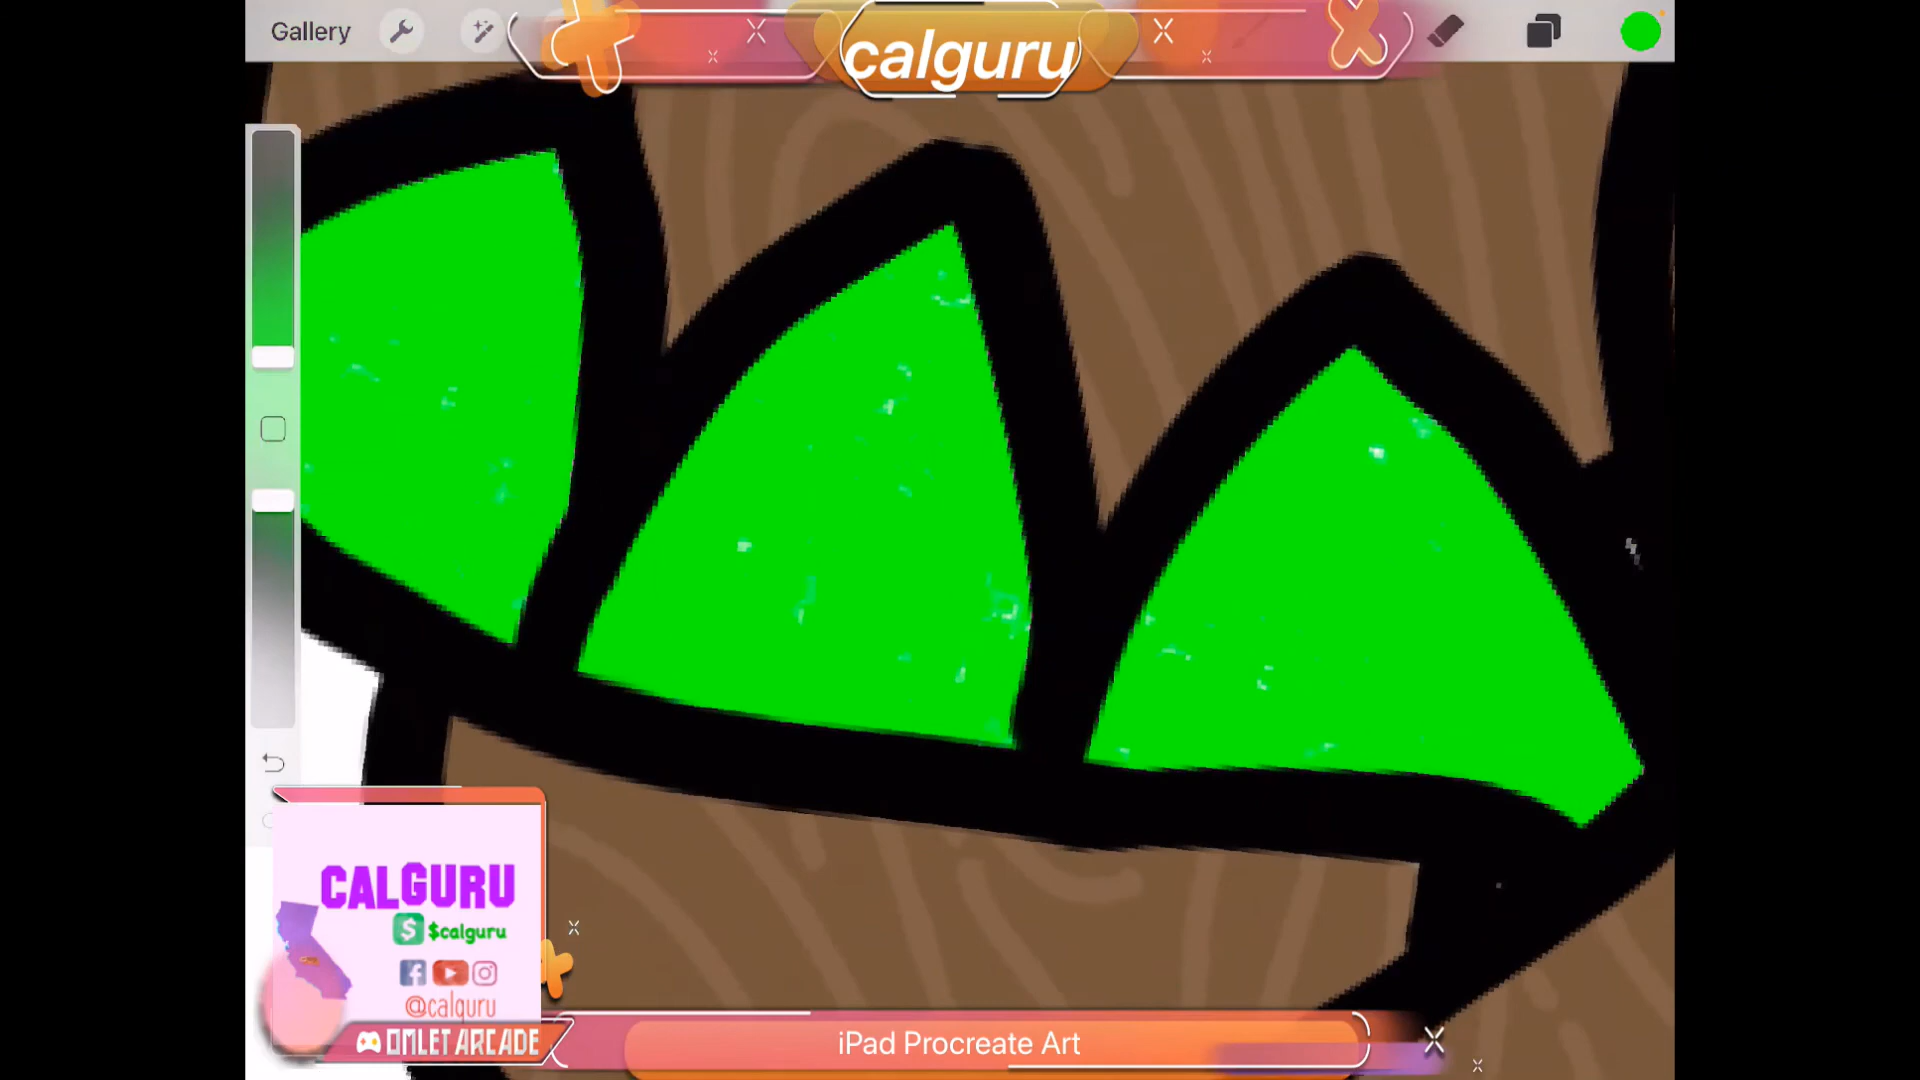 Gallery
calguru
CALGURU
$ $calguru
@calguru
OMLET ARCADE
iPad Procreate Art